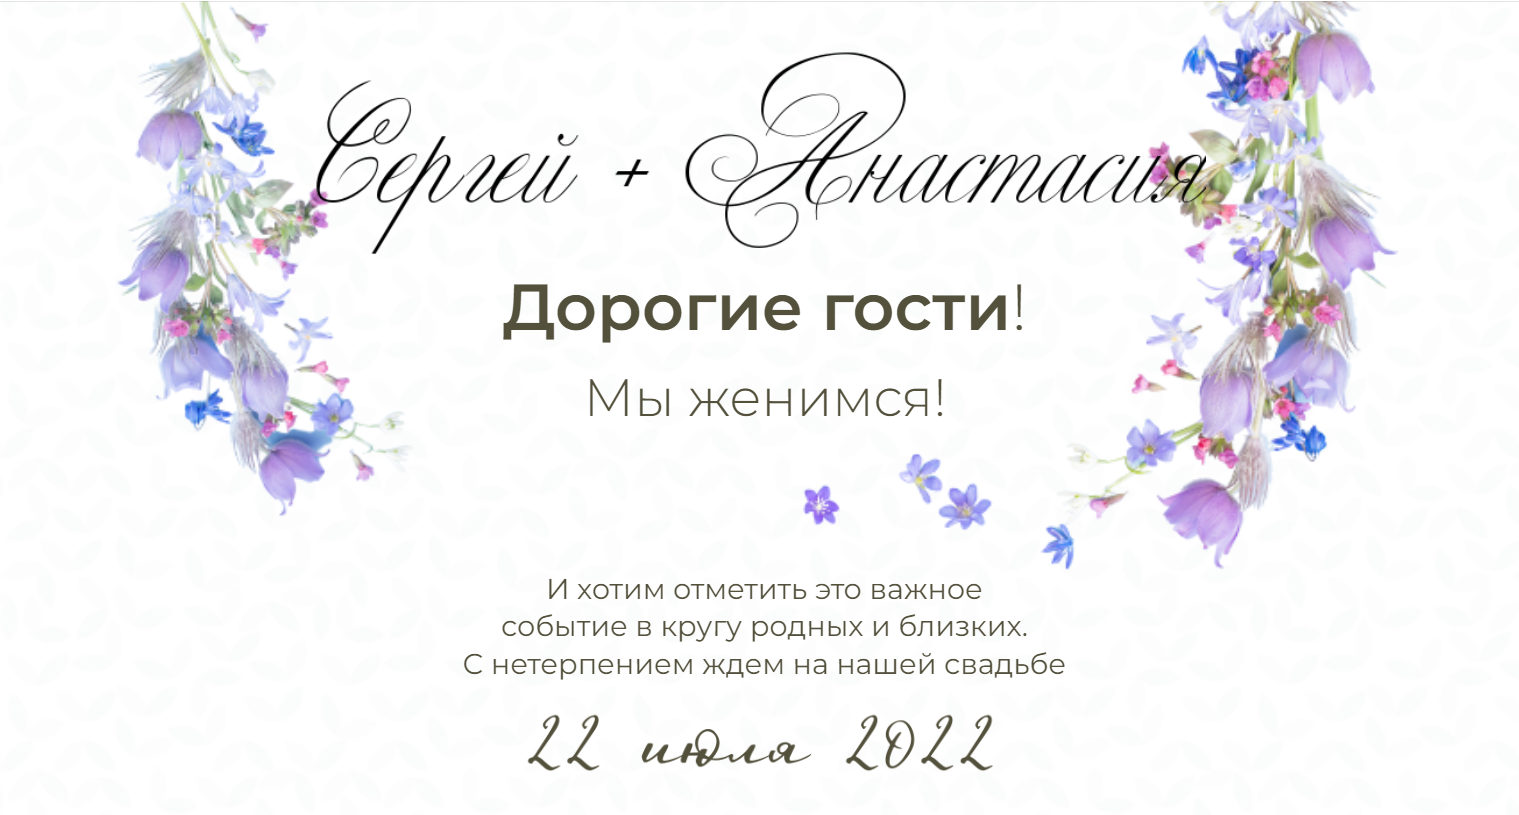 Сергей + Анастасия
Дорогие гости!
Мы женимся!
И хотим отметить это важное
событие в кругу родных и близких.
С нетерпением ждем на нашей свадьбе
22 июля 2022